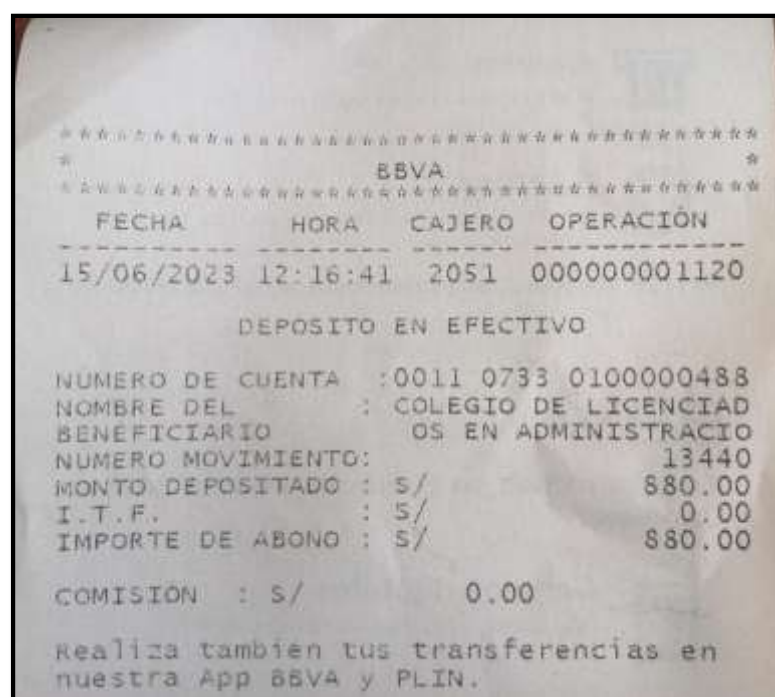 ****************************************
* BBVA *
****************************************
FECHA HORA CAJERO OPERACIÓN
---------- -------- ------ ------------
15/06/2023 12:16:41 2051 000000001120
DEPOSITO EN EFECTIVO
NUMERO DE CUENTA :0011 0733 0100000488
NOMBRE DEL : COLEGIO DE LICENCIAD
BENEFICIARIO OS EN ADMINISTRACIO
NUMERO MOVIMIENTO: 13440
MONTO DEPOSITADO : S/ 880.00
I.T.F. : S/ 0.00
IMPORTE DE ABONO : S/ 880.00
COMISIÓN : S/ 0.00
Realiza también tus transferencias en
nuestra App BBVA y PLIN.